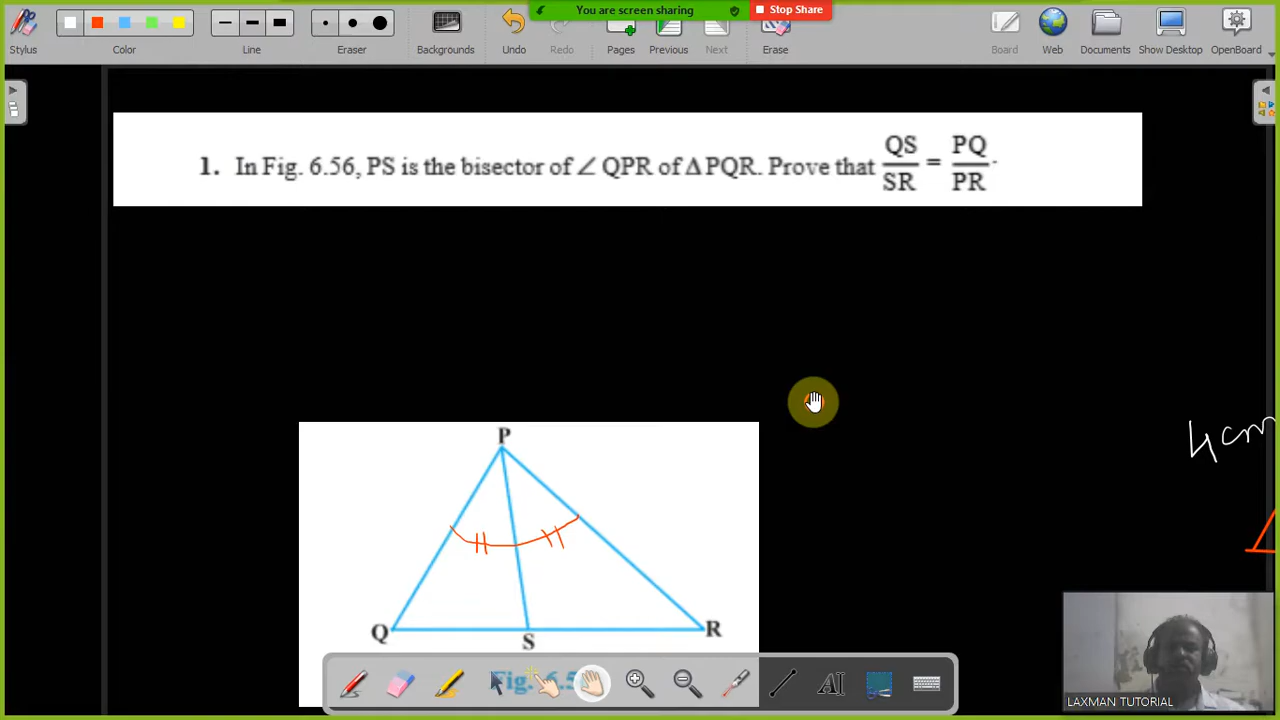 You are screen sharing Stop Share
Stylus Color Line Eraser Backgrounds Undo Redo Pages Previous Next Erase Board Web Documents Show Desktop OpenBoard
1. In Fig. 6.56, PS is the bisector of ∠ QPR of Δ PQR. Prove that QS/SR = PQ/PR.
4cm
P
Q
S
R
LAXMAN TUTORIAL